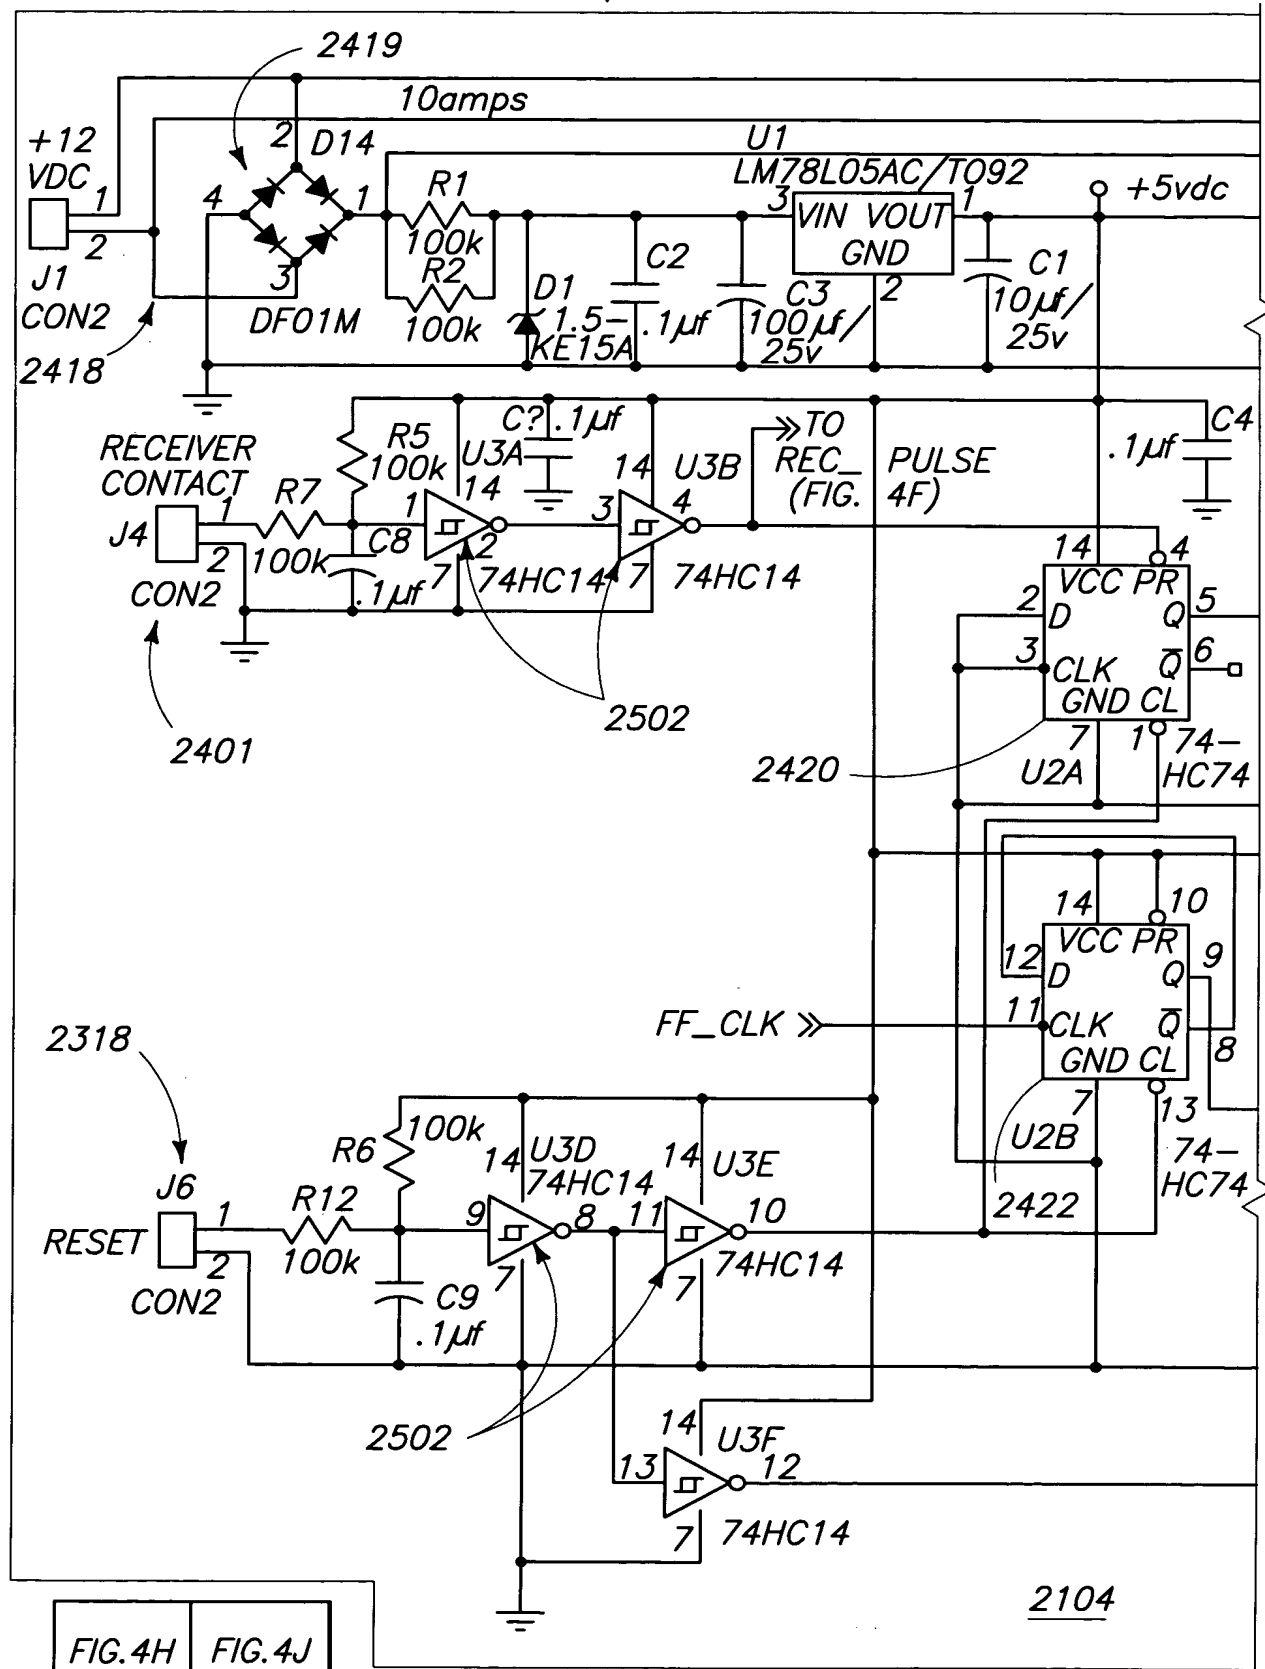 2419
10amps
+12
VDC
1
2
J1
CON2
2418
2
D14
4
1
3
DF01M
R1
100k
R2
100k
D1
1.5-
KE15A
C2
.1µf
C3
100µf/
25v
U1
LM78L05AC/TO92
3
VIN VOUT
GND
1
2
+5vdc
C1
10µf/
25v
RECEIVER
CONTACT
J4
1
2
CON2
2401
R7
100k
R5
100k
C8
.1µf
U3A
14
1
2
7
74HC14
C? .1µf
14
U3B
3
4
7
74HC14
2502
TO
REC_ PULSE
(FIG. 4F)
C4
.1µf
14
4
VCC PR
2
D
Q
5
3
CLK
Q̅
6
GND CL
7
1
74-
HC74
U2A
2420
14
10
VCC PR
12
D
Q
9
FF_CLK
11
CLK
Q̅
8
GND CL
7
13
U2B
74-
HC74
2422
2318
J6
RESET
1
2
CON2
R12
100k
R6
100k
C9
.1µf
14
U3D
74HC14
9
8
7
14
U3E
11
10
7
74HC14
2502
14
U3F
13
12
7
74HC14
2104
FIG.4H
FIG.4J